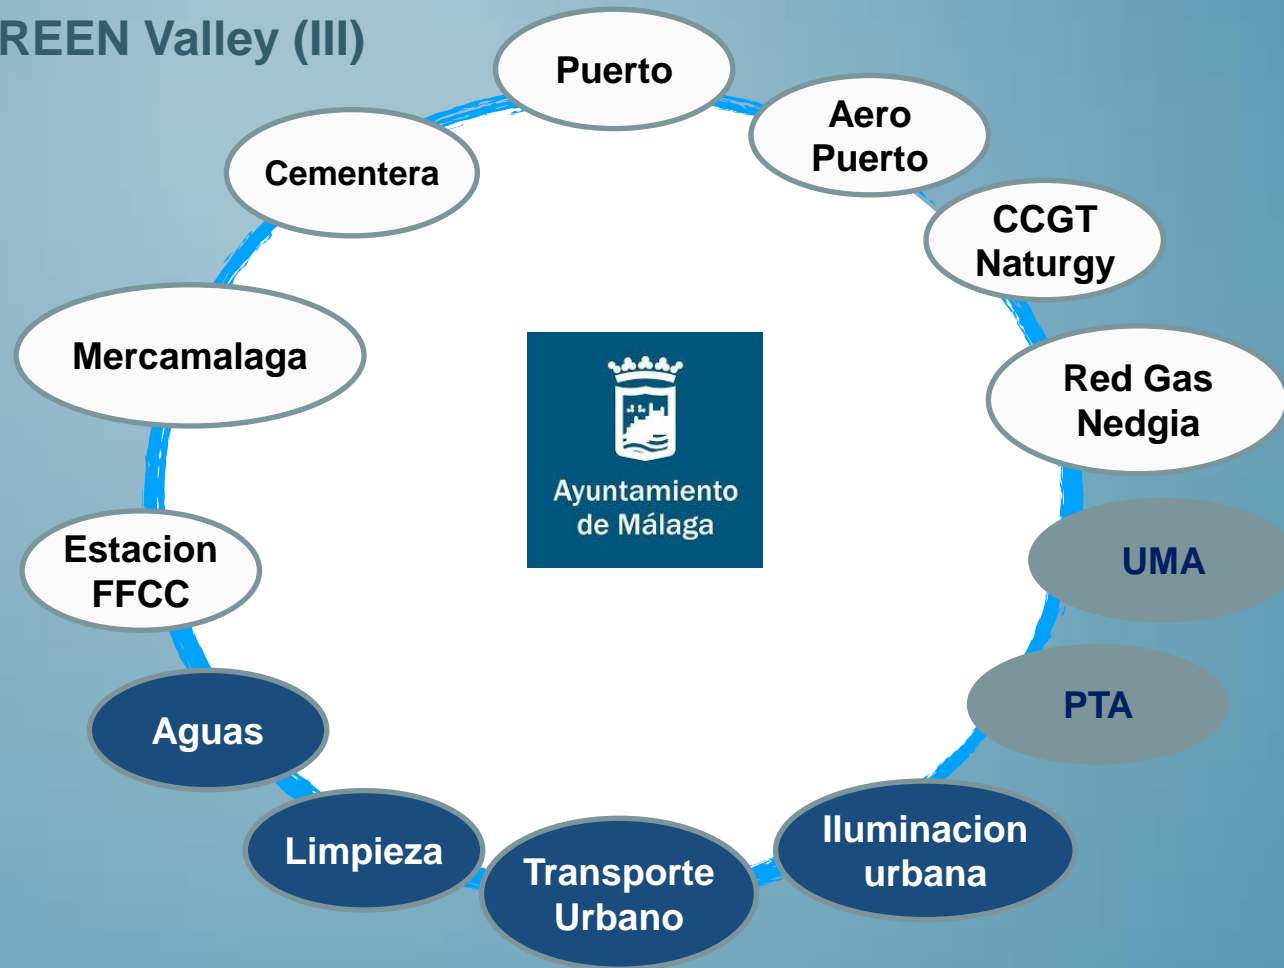 REEN Valley (III)
Puerto
Aero
Puerto
Cementera
CCGT
Naturgy
Mercamalaga
Red Gas
Nedgia
Ayuntamiento
de Málaga
Estacion
FFCC
UMA
PTA
Aguas
Iluminacion
urbana
Limpieza
Transporte
Urbano